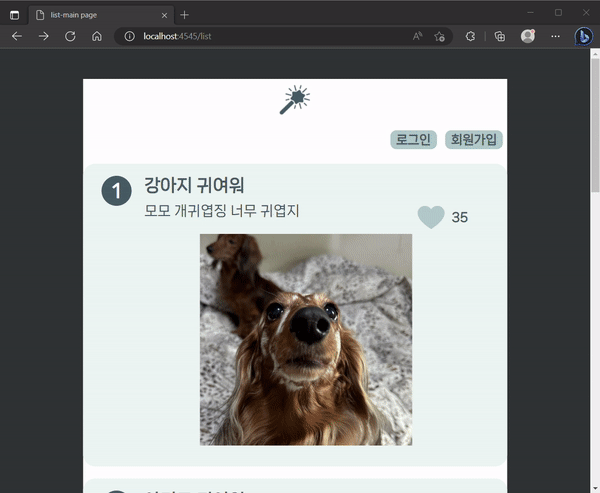 list-main page
localhost:4545/list
로그인 회원가입
1 강아지 귀여워
모모 개귀엽징 너무 귀엽지
35